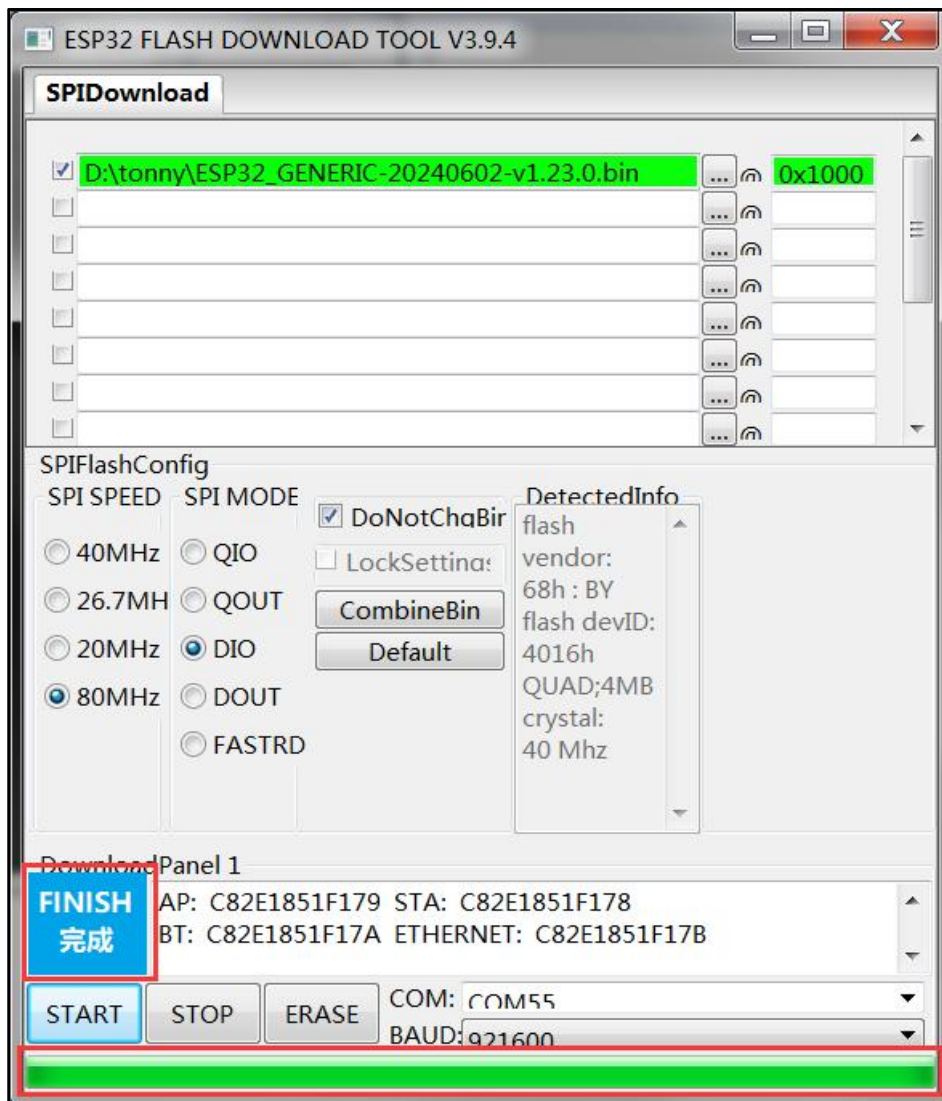 ESP32 FLASH DOWNLOAD TOOL V3.9.4
SPIDownload
D:\tonny\ESP32_GENERIC-20240602-v1.23.0.bin ... @ 0x1000
... @
... @
... @
... @
... @
... @
... @
SPIFlashConfig
SPI SPEED SPI MODE DetectedInfo
DoNotChgBin
flash
40MHz QIO LockSettings vendor:
68h : BY
26.7MH QOUT CombineBin flash devID:
20MHz DIO Default 4016h
QUAD;4MB
80MHz DOUT crystal:
FASTRD 40 Mhz
DownloadPanel 1
FINISH AP: C82E1851F179 STA: C82E1851F178
完成 BT: C82E1851F17A ETHERNET: C82E1851F17B
START STOP ERASE COM: COM55
BAUD: 921600